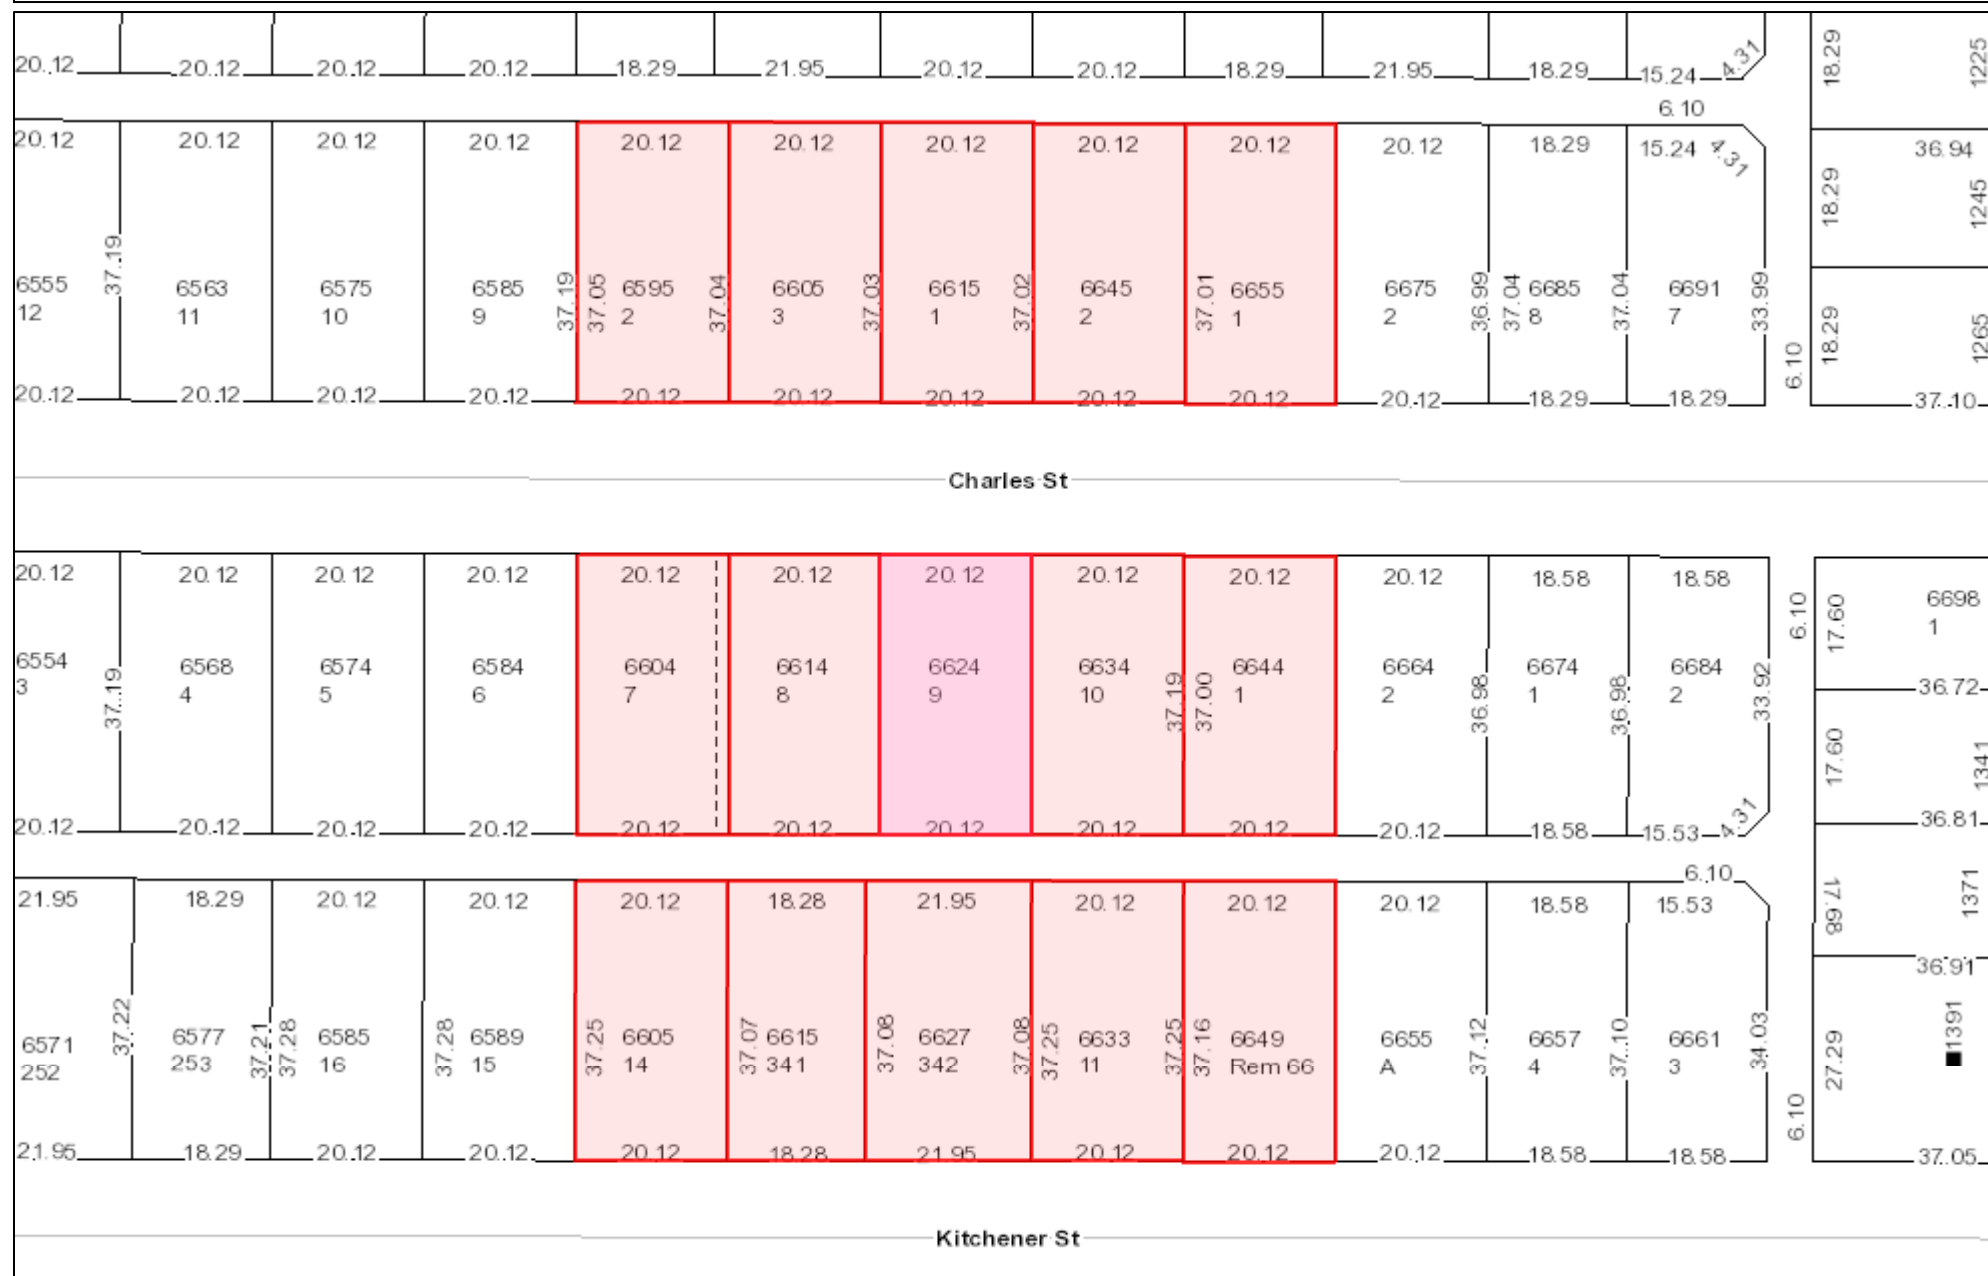 20.12 20.12 20.12 20.12 18.29 21.95 20.12 20.12 18.29 21.95 18.29 15.24 4.31 18.29 1225
6.10
20.12 20.12 20.12 20.12 20.12 20.12 20.12 20.12 20.12 20.12 18.29 15.24 4.31 36.94
18.29 1245
37.19 37.19 37.05 37.04 37.03 37.02 37.01 36.99 37.04 37.04 33.99
6555 6563 6575 6585 6595 6605 6615 6645 6655 6675 6685 6691
12 11 10 9 2 3 1 2 1 2 8 7
18.29 1265
6.10
20.12 20.12 20.12 20.12 20.12 20.12 20.12 20.12 20.12 20.12 18.29 18.29 37.10
Charles St
20.12 20.12 20.12 20.12 20.12 20.12 20.12 20.12 20.12 20.12 18.58 18.58
6.10 17.60 6698
1
6554 6568 6574 6584 6604 6614 6624 6634 6644 6664 6674 6684
3 4 5 6 7 8 9 10 1 2 1 2
37.19 37.19 37.00 36.98 36.98 33.92 36.72
17.60 1341
20.12 20.12 20.12 20.12 20.12 20.12 20.12 20.12 20.12 20.12 18.58 15.53 4.31 36.81
6.10
21.95 18.29 20.12 20.12 20.12 18.28 21.95 20.12 20.12 20.12 18.58 15.53 17.68 1371
36.91
37.22 37.21 37.28 37.28 37.25 37.07 37.08 37.08 37.25 37.25 37.16 37.12 37.10 34.03
6571 6577 6585 6589 6605 6615 6627 6633 6649 6655 6657 6661
252 253 16 15 14 341 342 11 Rem 66 A 4 3
27.29 1391
6.10
21.95 18.29 20.12 20.12 20.12 18.28 21.95 20.12 20.12 20.12 18.58 18.58 37.05
Kitchener St